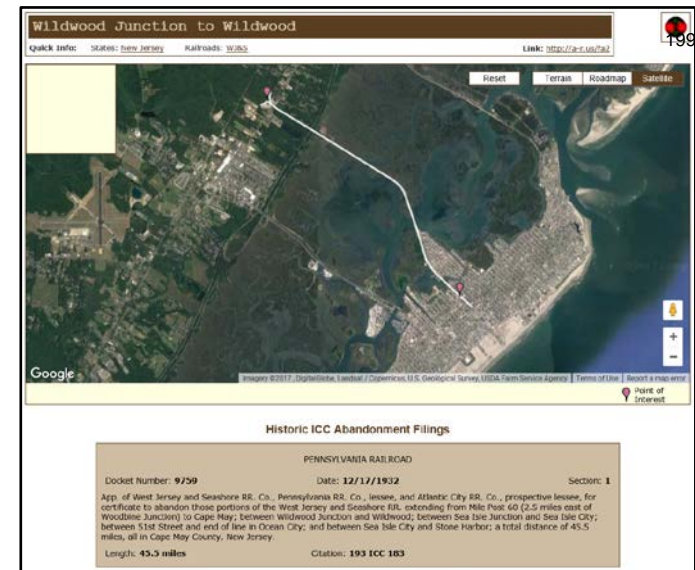 Wildwood Junction to Wildwood
199
Quick Info: States: New Jersey Railroads: WJ&S Link: http://a-r.us/fa2
Reset Terrain Roadmap Satellite
+
−
Google
Imagery ©2017 , DigitalGlobe, Landsat / Copernicus, U.S. Geological Survey, USDA Farm Service Agency Terms of Use Report a map error
Point of
Interest
Historic ICC Abandonment Filings
PENNSYLVANIA RAILROAD
Docket Number: 9759 Date: 12/17/1932 Section: 1
App. of West Jersey and Seashore RR. Co., Pennsylvania RR. Co., lessee, and Atlantic City RR. Co., prospective lessee, for
certificate to abandon those portions of the West Jersey and Seashore RR. extending from Mile Post 60 (2.5 miles east of
Woodbine Junction) to Cape May; between Wildwood Junction and Wildwood; between Sea Isle Junction and Sea Isle City;
between 51st Street and end of line in Ocean City; and between Sea Isle City and Stone Harbor; a total distance of 45.5
miles, all in Cape May County, New Jersey.
Length: 45.5 miles Citation: 193 ICC 183